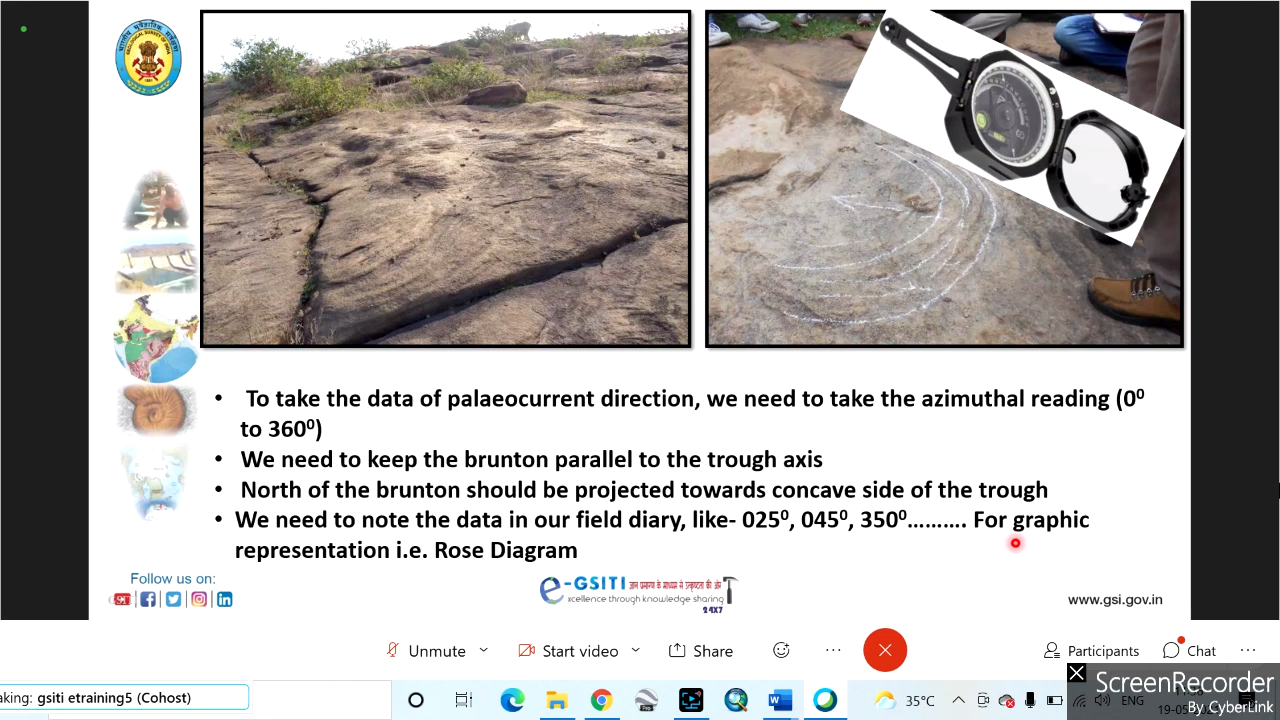 • To take the data of palaeocurrent direction, we need to take the azimuthal reading (0⁰
to 360⁰)
• We need to keep the brunton parallel to the trough axis
• North of the brunton should be projected towards concave side of the trough
• We need to note the data in our field diary, like- 025⁰, 045⁰, 350⁰………. For graphic
representation i.e. Rose Diagram
Follow us on:
e-GSITI
xcellence through knowledge sharing
24X7
www.gsi.gov.in
Unmute
Start video
Share
Participants
Chat
aking: gsiti etraining5 (Cohost)
35°C
ENG
ScreenRecorder
By CyberLink